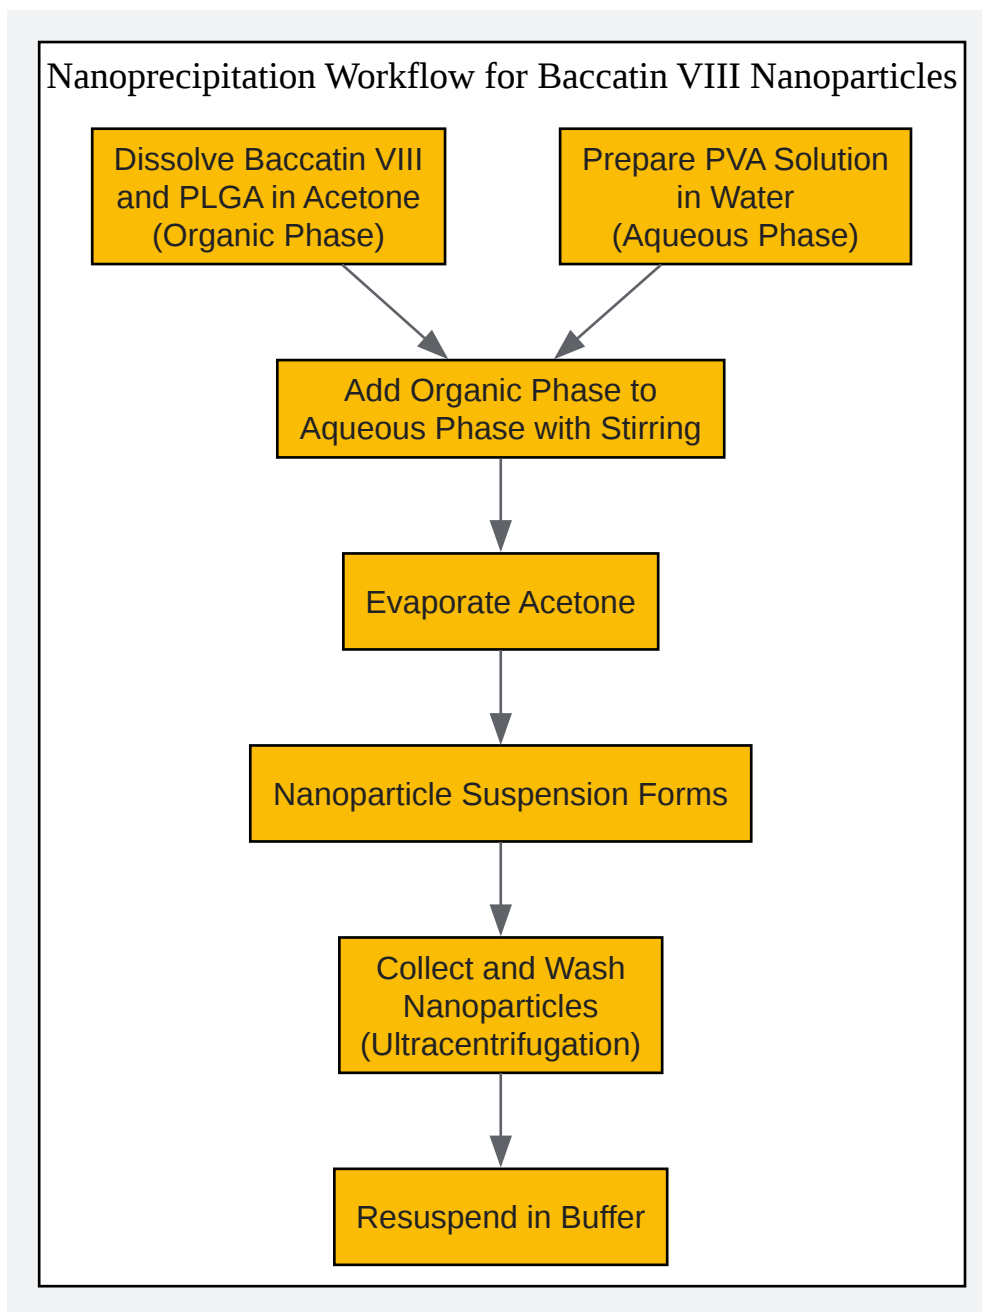 Nanoprecipitation Workflow for Baccatin VIII Nanoparticles
Dissolve Baccatin VIII
and PLGA in Acetone
(Organic Phase)
Prepare PVA Solution
in Water
(Aqueous Phase)
Add Organic Phase to
Aqueous Phase with Stirring
Evaporate Acetone
Nanoparticle Suspension Forms
Collect and Wash
Nanoparticles
(Ultracentrifugation)
Resuspend in Buffer